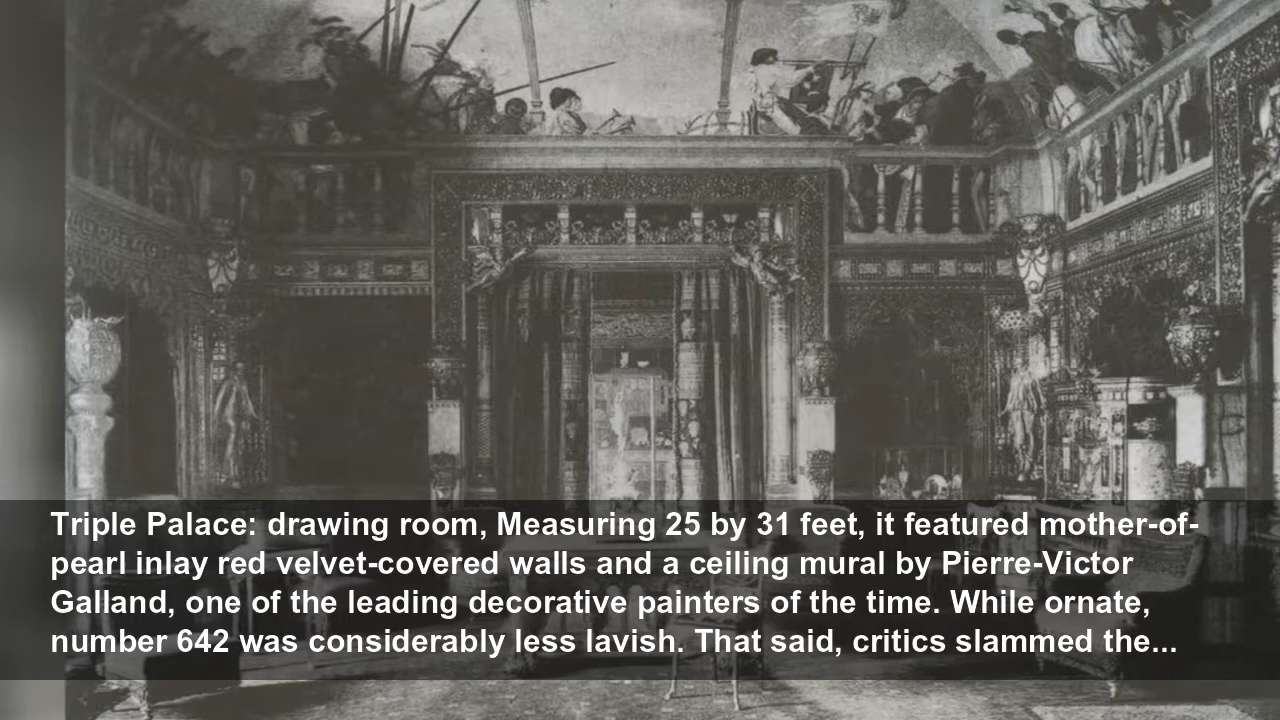 Triple Palace: drawing room, Measuring 25 by 31 feet, it featured mother-of-
pearl inlay red velvet-covered walls and a ceiling mural by Pierre-Victor
Galland, one of the leading decorative painters of the time. While ornate,
number 642 was considerably less lavish. That said, critics slammed the...